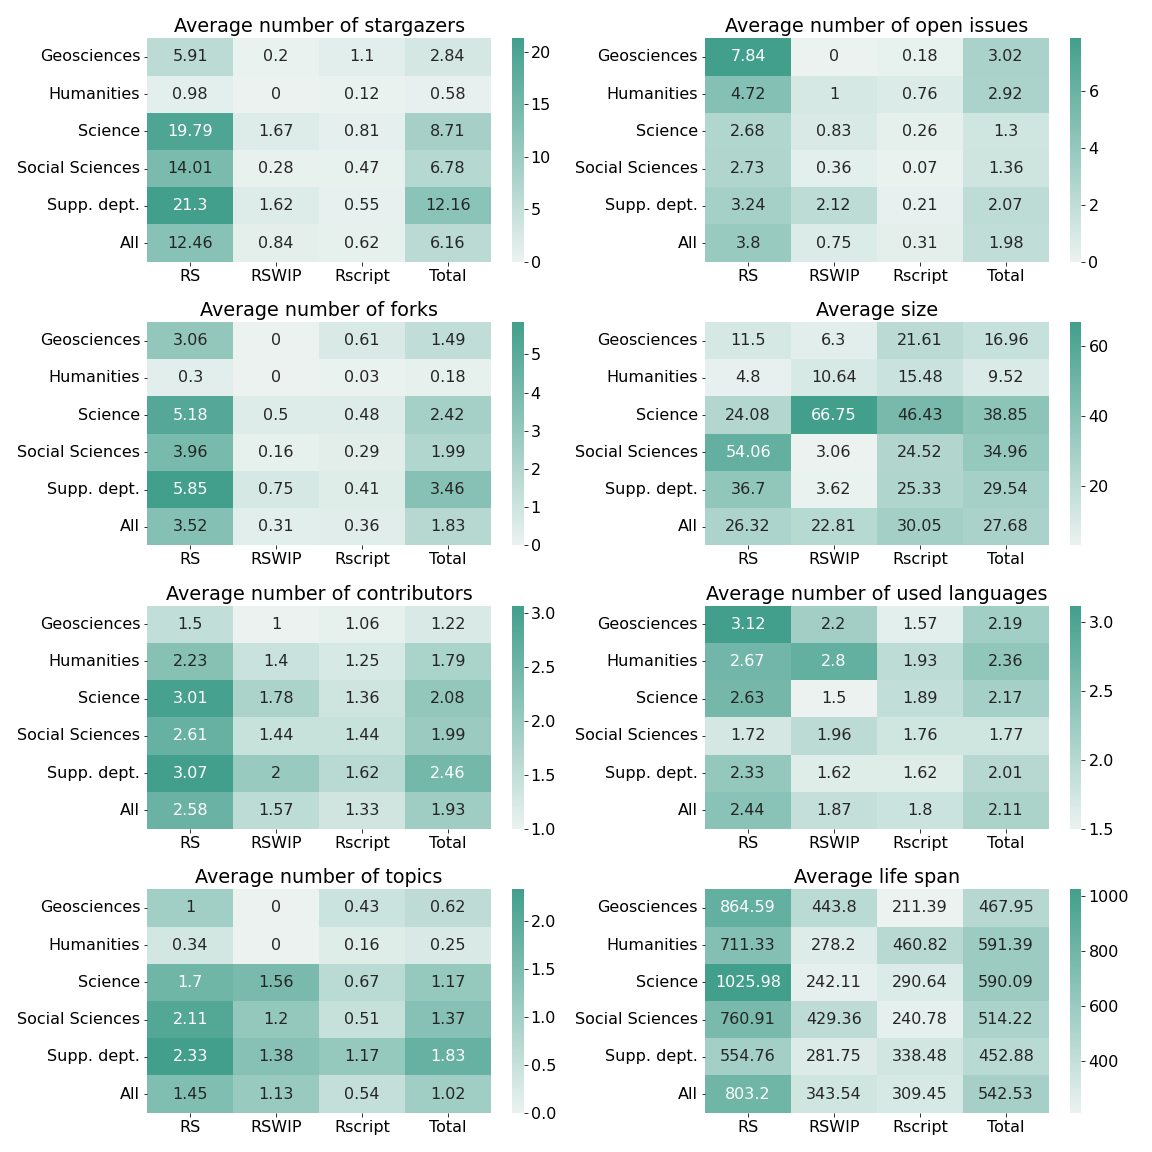 Average number of stargazers
Geosciences 5.91 0.2 1.1 2.84
Humanities 0.98 0 0.12 0.58
Science 19.79 1.67 0.81 8.71
Social Sciences 14.01 0.28 0.47 6.78
Supp. dept. 21.3 1.62 0.55 12.16
All 12.46 0.84 0.62 6.16
RS RSWIP Rscript Total
20
15
10
5
0
Average number of open issues
Geosciences 7.84 0 0.18 3.02
Humanities 4.72 1 0.76 2.92
Science 2.68 0.83 0.26 1.3
Social Sciences 2.73 0.36 0.07 1.36
Supp. dept. 3.24 2.12 0.21 2.07
All 3.8 0.75 0.31 1.98
RS RSWIP Rscript Total
6
4
2
0
Average number of forks
Geosciences 3.06 0 0.61 1.49
Humanities 0.3 0 0.03 0.18
Science 5.18 0.5 0.48 2.42
Social Sciences 3.96 0.16 0.29 1.99
Supp. dept. 5.85 0.75 0.41 3.46
All 3.52 0.31 0.36 1.83
RS RSWIP Rscript Total
5
4
3
2
1
0
Average size
Geosciences 11.5 6.3 21.61 16.96
Humanities 4.8 10.64 15.48 9.52
Science 24.08 66.75 46.43 38.85
Social Sciences 54.06 3.06 24.52 34.96
Supp. dept. 36.7 3.62 25.33 29.54
All 26.32 22.81 30.05 27.68
RS RSWIP Rscript Total
60
40
20
Average number of contributors
Geosciences 1.5 1 1.06 1.22
Humanities 2.23 1.4 1.25 1.79
Science 3.01 1.78 1.36 2.08
Social Sciences 2.61 1.44 1.44 1.99
Supp. dept. 3.07 2 1.62 2.46
All 2.58 1.57 1.33 1.93
RS RSWIP Rscript Total
3.0
2.5
2.0
1.5
1.0
Average number of used languages
Geosciences 3.12 2.2 1.57 2.19
Humanities 2.67 2.8 1.93 2.36
Science 2.63 1.5 1.89 2.17
Social Sciences 1.72 1.96 1.76 1.77
Supp. dept. 2.33 1.62 1.62 2.01
All 2.44 1.87 1.8 2.11
RS RSWIP Rscript Total
3.0
2.5
2.0
1.5
Average number of topics
Geosciences 1 0 0.43 0.62
Humanities 0.34 0 0.16 0.25
Science 1.7 1.56 0.67 1.17
Social Sciences 2.11 1.2 0.51 1.37
Supp. dept. 2.33 1.38 1.17 1.83
All 1.45 1.13 0.54 1.02
RS RSWIP Rscript Total
2.0
1.5
1.0
0.5
0.0
Average life span
Geosciences 864.59 443.8 211.39 467.95
Humanities 711.33 278.2 460.82 591.39
Science 1025.98 242.11 290.64 590.09
Social Sciences 760.91 429.36 240.78 514.22
Supp. dept. 554.76 281.75 338.48 452.88
All 803.2 343.54 309.45 542.53
RS RSWIP Rscript Total
1000
800
600
400